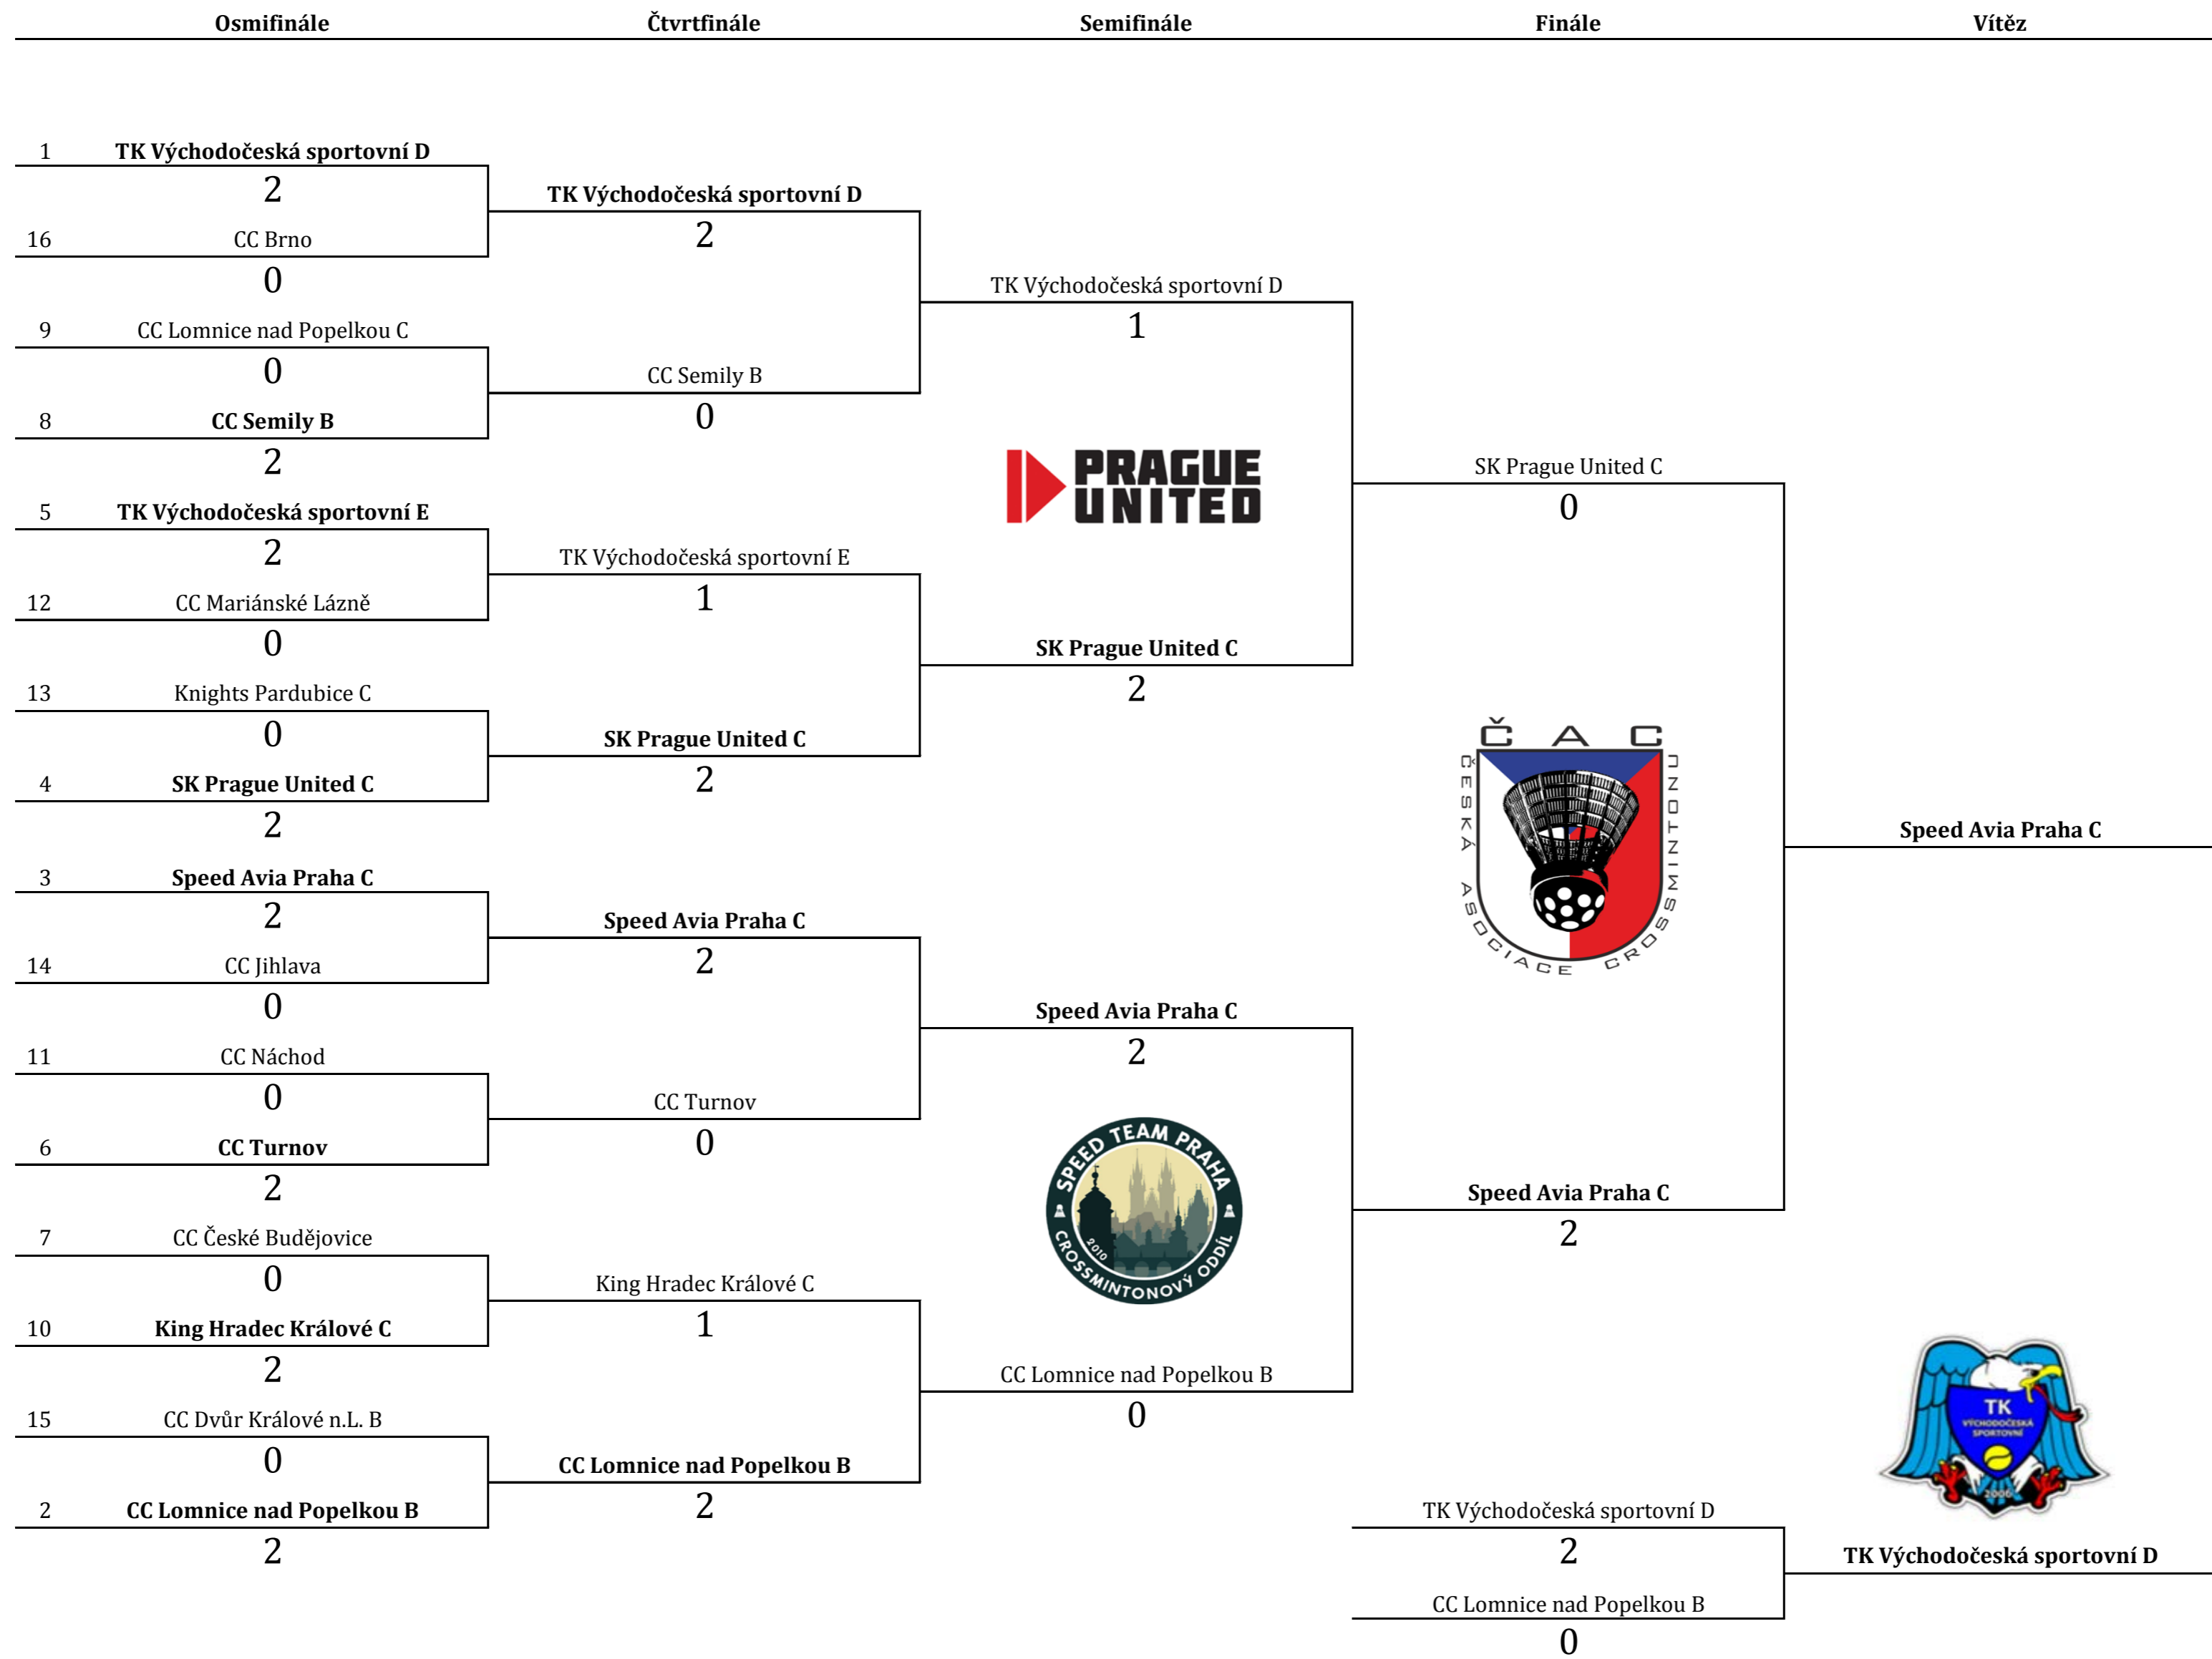 Osmifinále Čtvrtfinále Semifinále Finále Vítěz
1 TK Východočeská sportovní D
2
16 CC Brno
0
9 CC Lomnice nad Popelkou C
0
8 CC Semily B
2
5 TK Východočeská sportovní E
2
12 CC Mariánské Lázně
0
13 Knights Pardubice C
0
4 SK Prague United C
2
3 Speed Avia Praha C
2
14 CC Jihlava
0
11 CC Náchod
0
6 CC Turnov
2
7 CC České Budějovice
0
10 King Hradec Králové C
2
15 CC Dvůr Králové n.L. B
0
2 CC Lomnice nad Popelkou B
2
TK Východočeská sportovní D
2
CC Semily B
0
TK Východočeská sportovní E
1
SK Prague United C
2
Speed Avia Praha C
2
CC Turnov
0
King Hradec Králové C
1
CC Lomnice nad Popelkou B
2
TK Východočeská sportovní D
1
PRAGUE
UNITED
SK Prague United C
2
Speed Avia Praha C
2
SPEED TEAM PRAHA
2010
CROSSMINTONOVÝ ODDÍL
CC Lomnice nad Popelkou B
0
SK Prague United C
0
ČAC
ČESKÁ ASOCIACE CROSSMINTONU
Speed Avia Praha C
2
TK Východočeská sportovní D
2
CC Lomnice nad Popelkou B
0
Speed Avia Praha C
TK
VÝCHODOČESKÁ
SPORTOVNÍ
2006
TK Východočeská sportovní D